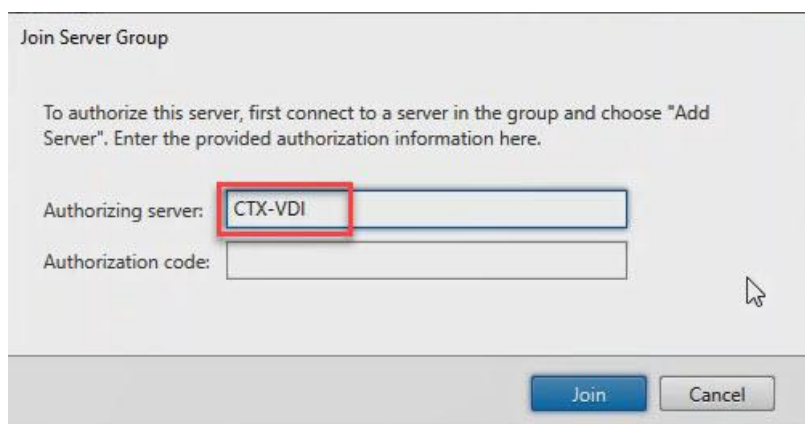 Join Server Group
To authorize this server, first connect to a server in the group and choose "Add
Server". Enter the provided authorization information here.
Authorizing server: CTX-VDI
Authorization code:
Join Cancel